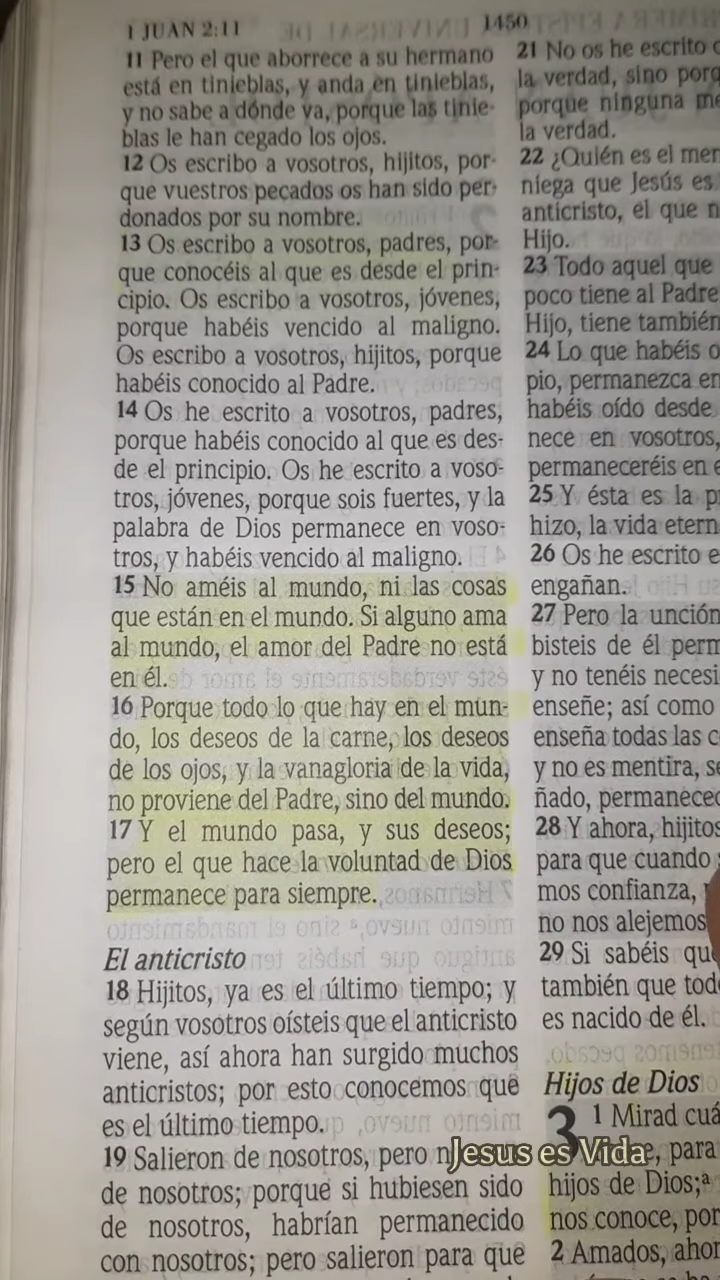 1 JUAN 2:11
1450
11 Pero el que aborrece a su hermano
está en tinieblas, y anda en tinieblas,
y no sabe a dónde va, porque las tinie-
blas le han cegado los ojos.
12 Os escribo a vosotros, hijitos, por-
que vuestros pecados os han sido per-
donados por su nombre.
13 Os escribo a vosotros, padres, por-
que conocéis al que es desde el prin-
cipio. Os escribo a vosotros, jóvenes,
porque habéis vencido al maligno.
Os escribo a vosotros, hijitos, porque
habéis conocido al Padre.
14 Os he escrito a vosotros, padres,
porque habéis conocido al que es des-
de el principio. Os he escrito a voso-
tros, jóvenes, porque sois fuertes, y la
palabra de Dios permanece en voso-
tros, y habéis vencido al maligno.
15 No améis al mundo, ni las cosas
que están en el mundo. Si alguno ama
al mundo, el amor del Padre no está
en él.
16 Porque todo lo que hay en el mun-
do, los deseos de la carne, los deseos
de los ojos, y la vanagloria de la vida,
no proviene del Padre, sino del mundo.
17 Y el mundo pasa, y sus deseos;
pero el que hace la voluntad de Dios
permanece para siempre.
El anticristo
18 Hijitos, ya es el último tiempo; y
según vosotros oísteis que el anticristo
viene, así ahora han surgido muchos
anticristos; por esto conocemos que
es el último tiempo.
19 Salieron de nosotros, pero
de nosotros; porque si hubiesen sido
de nosotros, habrían permanecido
con nosotros; pero salieron para que
21 No os he escrito
la verdad, sino
porque ninguna
la verdad.
22 ¿Quién es el
niega que Jesús es
anticristo, el que
Hijo.
23 Todo aquel que
poco tiene al Padre
Hijo, tiene también
24 Lo que habéis
pio, permanezca en
habéis oído desde
nece en vosotros,
permaneceréis en
25 Y ésta es la
hizo, la vida
26 Os he escrito
engañan.
27 Pero la unción
bisteis de él
y no tenéis
enseñe; así como
enseña todas las
y no es mentira,
ñado,
28 Y ahora, hijitos
para que cuando
mos confianza,
no nos alejemos
29 Si sabéis
también que
es nacido de él.
Hijos de Dios
3 1 Mirad
para
hijos de Dios;a
nos conoce,
2 Amados,
Jesus es Vida